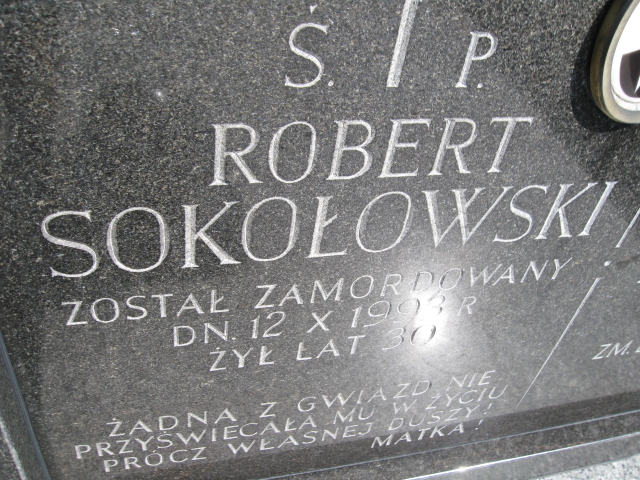 Ś. P.
ROBERT
SOKOŁOWSKI
ZOSTAŁ ZAMORDOWANY
DN. 12 X 1993 R
ŻYŁ LAT 30
ŻADNA Z GWIAZD NIE
PRZYŚWIECAŁA MU W ŻYCIU
PRÓCZ WŁASNEJ DUSZY!
MATKA!
ZM.